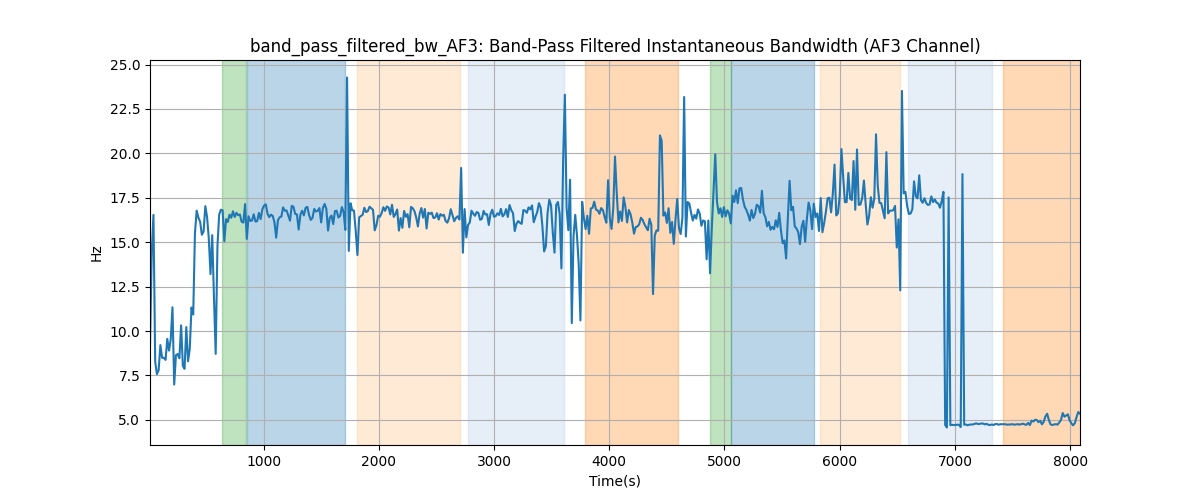 band_pass_filtered_bw_AF3: Band-Pass Filtered Instantaneous Bandwidth (AF3 Channel)
25.0
22.5
20.0
17.5
15.0
12.5
10.0
7.5
5.0
Hz
1000 2000 3000 4000 5000 6000 7000 8000
Time(s)